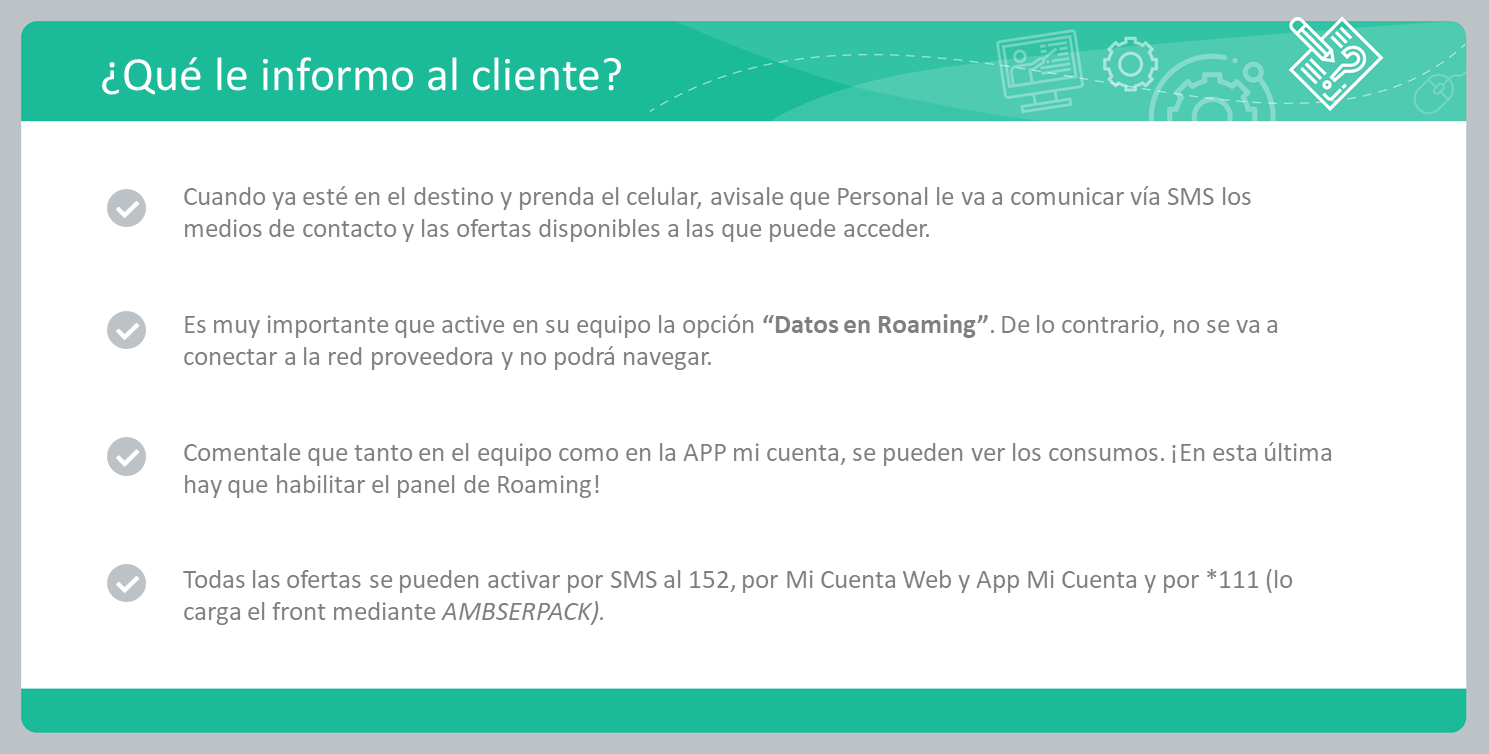 ¿Qué le informo al cliente?
Cuando ya esté en el destino y prenda el celular, avisale que Personal le va a comunicar vía SMS los
medios de contacto y las ofertas disponibles a las que puede acceder.
Es muy importante que active en su equipo la opción “Datos en Roaming”. De lo contrario, no se va a
conectar a la red proveedora y no podrá navegar.
Comentale que tanto en el equipo como en la APP mi cuenta, se pueden ver los consumos. ¡En esta última
hay que habilitar el panel de Roaming!
Todas las ofertas se pueden activar por SMS al 152, por Mi Cuenta Web y App Mi Cuenta y por *111 (lo
carga el front mediante AMBSERPACK).